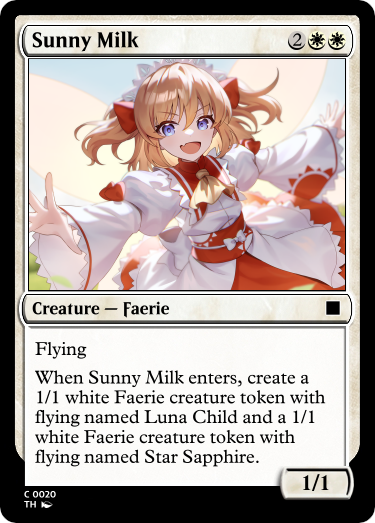 Sunny Milk 2
Creature — Faerie
Flying
When Sunny Milk enters, create a
1/1 white Faerie creature token with
flying named Luna Child and a 1/1
white Faerie creature token with
flying named Star Sapphire.
1/1
C 0020
TH